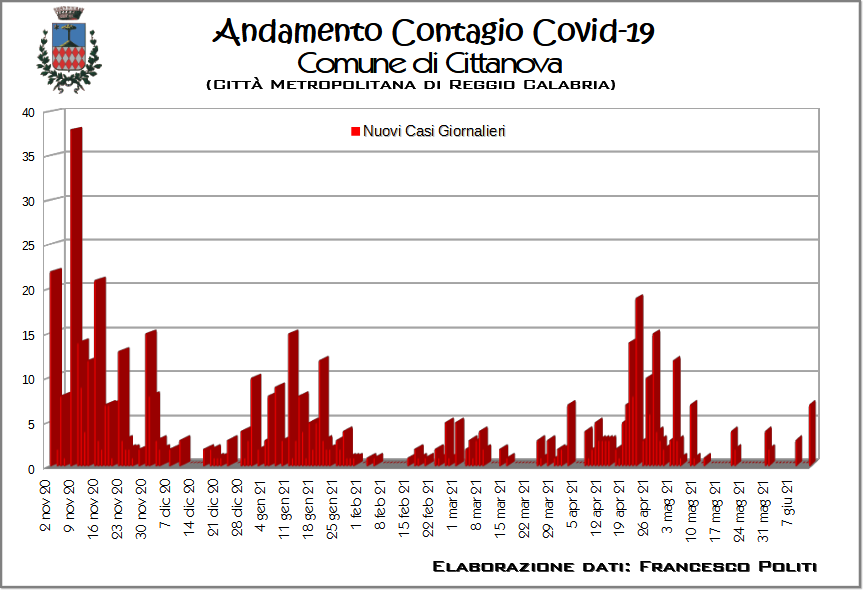 Andamento Contagio Covid-19
Comune di Cittanova
(Città Metropolitana di Reggio Calabria)
Nuovi Casi Giornalieri
40
35
30
25
20
15
10
5
0
2 nov 20
9 nov 20
16 nov 20
23 nov 20
30 nov 20
7 dic 20
14 dic 20
21 dic 20
28 dic 20
4 gen 21
11 gen 21
18 gen 21
25 gen 21
1 feb 21
8 feb 21
15 feb 21
22 feb 21
1 mar 21
8 mar 21
15 mar 21
22 mar 21
29 mar 21
5 apr 21
12 apr 21
19 apr 21
26 apr 21
3 mag 21
10 mag 21
17 mag 21
24 mag 21
31 mag 21
7 giu 21
Elaborazione dati: Francesco Politi